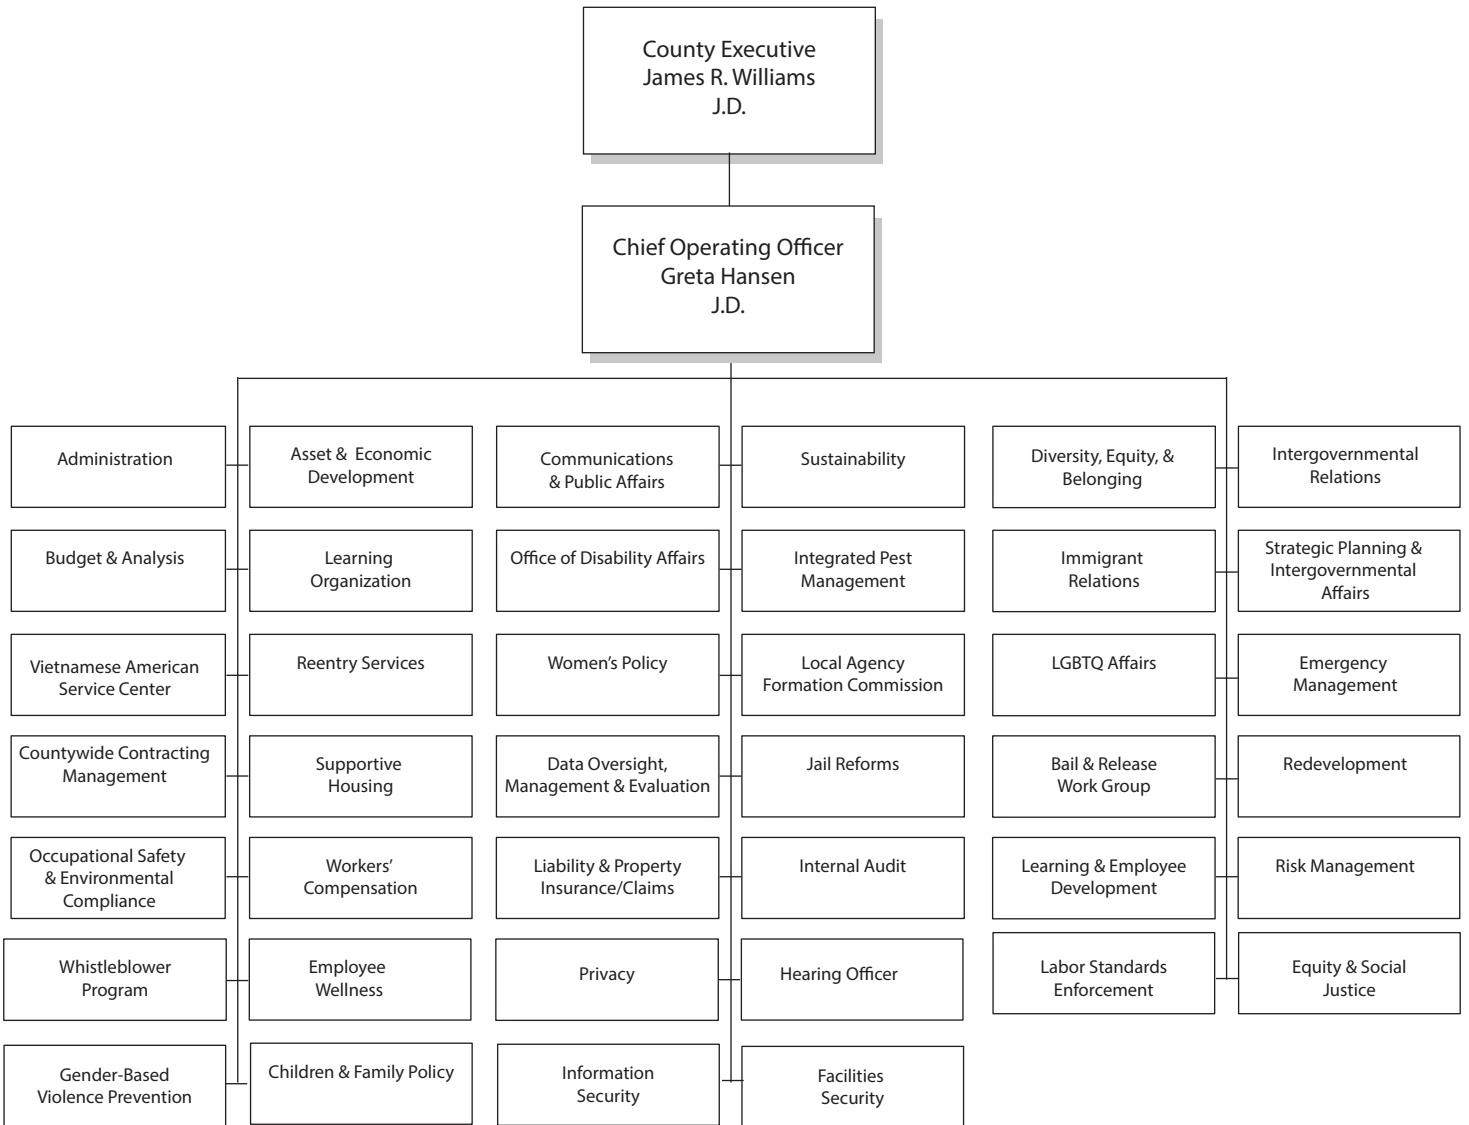 County Executive
James R. Williams
J.D.
Chief Operating Officer
Greta Hansen
J.D.
Administration
Asset & Economic
Development
Communications
& Public Affairs
Sustainability
Diversity, Equity, &
Belonging
Intergovernmental
Relations
Budget & Analysis
Learning
Organization
Office of Disability Affairs
Integrated Pest
Management
Immigrant
Relations
Strategic Planning &
Intergovernmental
Affairs
Vietnamese American
Service Center
Reentry Services
Women's Policy
Local Agency
Formation Commission
LGBTQ Affairs
Emergency
Management
Countywide Contracting
Management
Supportive
Housing
Data Oversight,
Management & Evaluation
Jail Reforms
Bail & Release
Work Group
Redevelopment
Occupational Safety
& Environmental
Compliance
Workers'
Compensation
Liability & Property
Insurance/Claims
Internal Audit
Learning & Employee
Development
Risk Management
Whistleblower
Program
Employee
Wellness
Privacy
Hearing Officer
Labor Standards
Enforcement
Equity & Social
Justice
Gender-Based
Violence Prevention
Children & Family Policy
Information
Security
Facilities
Security